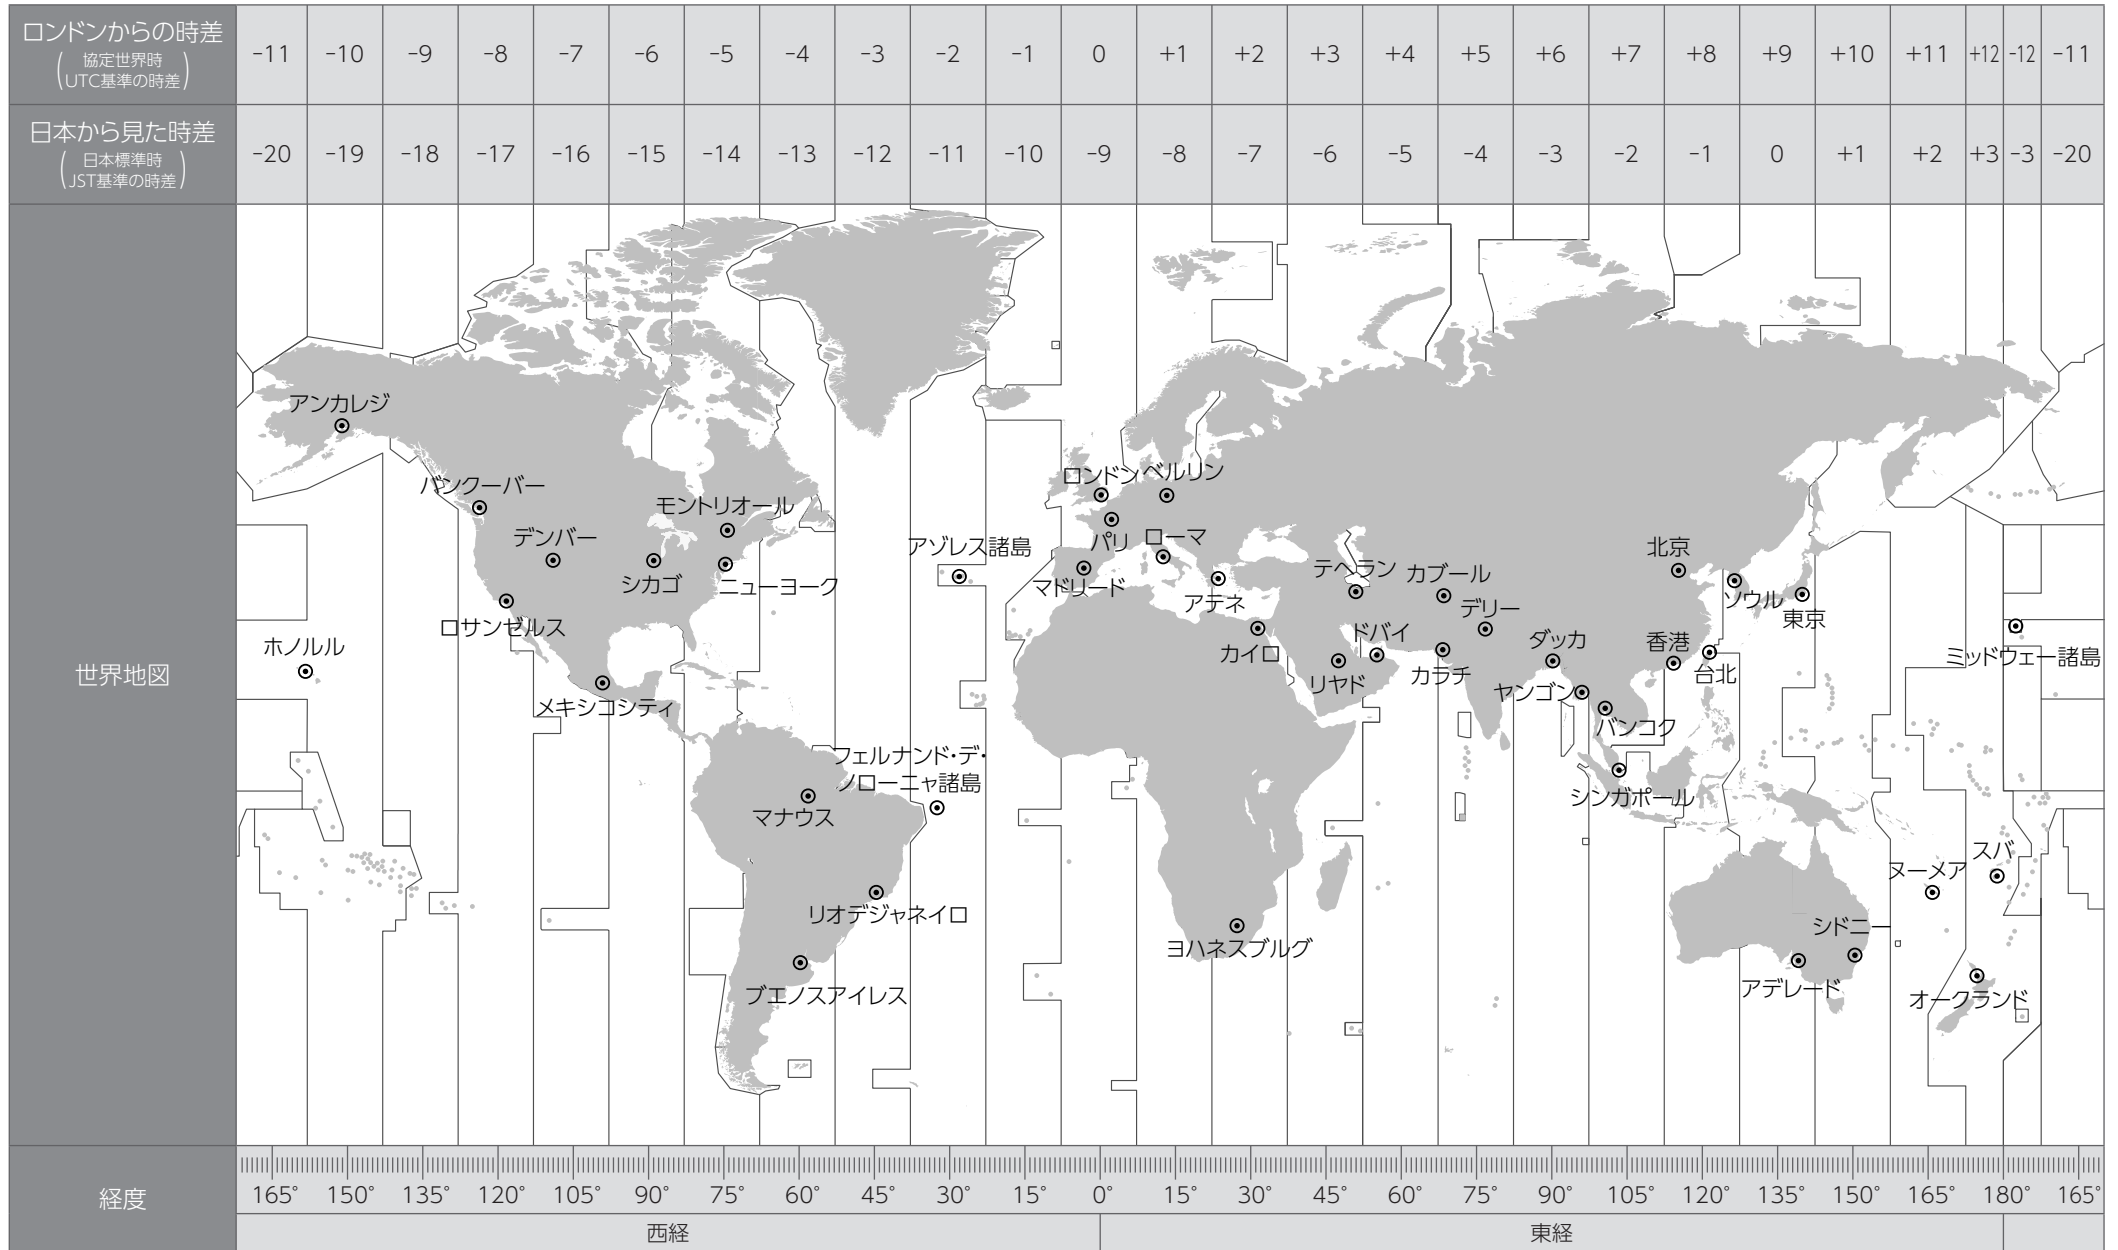 ロンドンからの時差
(協定世界時
UTC基準の時差)
-11 -10 -9 -8 -7 -6 -5 -4 -3 -2 -1 0 +1 +2 +3 +4 +5 +6 +7 +8 +9 +10 +11 +12 -12 -11
日本から見た時差
(日本標準時
JST基準の時差)
-20 -19 -18 -17 -16 -15 -14 -13 -12 -11 -10 -9 -8 -7 -6 -5 -4 -3 -2 -1 0 +1 +2 +3 -3 -20
世界地図
アンカレジ
バンクーバー
デンバー
モントリオール
シカゴ
ニューヨーク
ロサンゼルス
ホノルル
メキシコシティ
アゾレス諸島
フェルナンド・デ・
ノローニャ諸島
マナウス
リオデジャネイロ
ブエノスアイレス
ロンドン
ベルリン
パリ
ローマ
マドリード
アテネ
カイロ
テヘラン
カブール
デリー
ドバイ
リヤド
カラチ
ダッカ
ヤンゴン
バンコク
シンガポール
北京
ソウル
東京
香港
台北
ミッドウェー諸島
ヨハネスブルグ
ヌーメア
スバ
シドニー
アデレード
オークランド
経度
165° 150° 135° 120° 105° 90° 75° 60° 45° 30° 15° 0° 15° 30° 45° 60° 75° 90° 105° 120° 135° 150° 165° 180° 165°
西経
東経